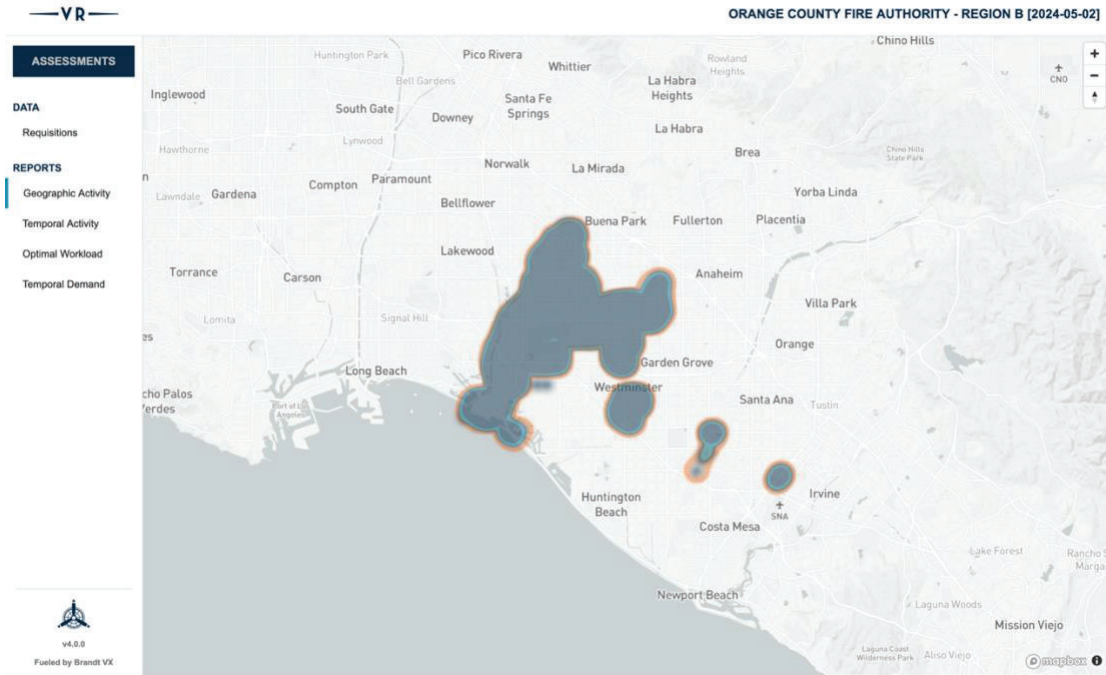 VR
ORANGE COUNTY FIRE AUTHORITY - REGION B [2024-05-02]
ASSESSMENTS
DATA
Requisitions
REPORTS
Geographic Activity
Temporal Activity
Optimal Workload
Temporal Demand
v4.0.0
Fueled by Brandt VX
Chino Hills
Huntington Park
Pico Rivera
Whittier
Rowland
Heights
CNO
Bell Gardens
La Habra
Heights
Inglewood
South Gate
Downey
Santa Fe
Springs
La Habra
Lynwood
Hawthorne
Brea
Chino Hills
State Park
Norwalk
La Mirada
n
Compton
Paramount
Lawndale
Gardena
Yorba Linda
Bellflower
Buena Park
Fullerton
Placentia
Lakewood
Torrance
Carson
Anaheim
Villa Park
Lomita
Signal Hill
es
Orange
Garden Grove
Long Beach
Westminster
cho Palos
Verdes
Port of Los
Angeles
Santa Ana
Tustin
Huntington
Beach
Irvine
SNA
Costa Mesa
Lake Forest
Rancho S
Marga
Newport Beach
Laguna Woods
Mission Viejo
Laguna Coast
Wilderness Park
Aliso Viejo
mapbox